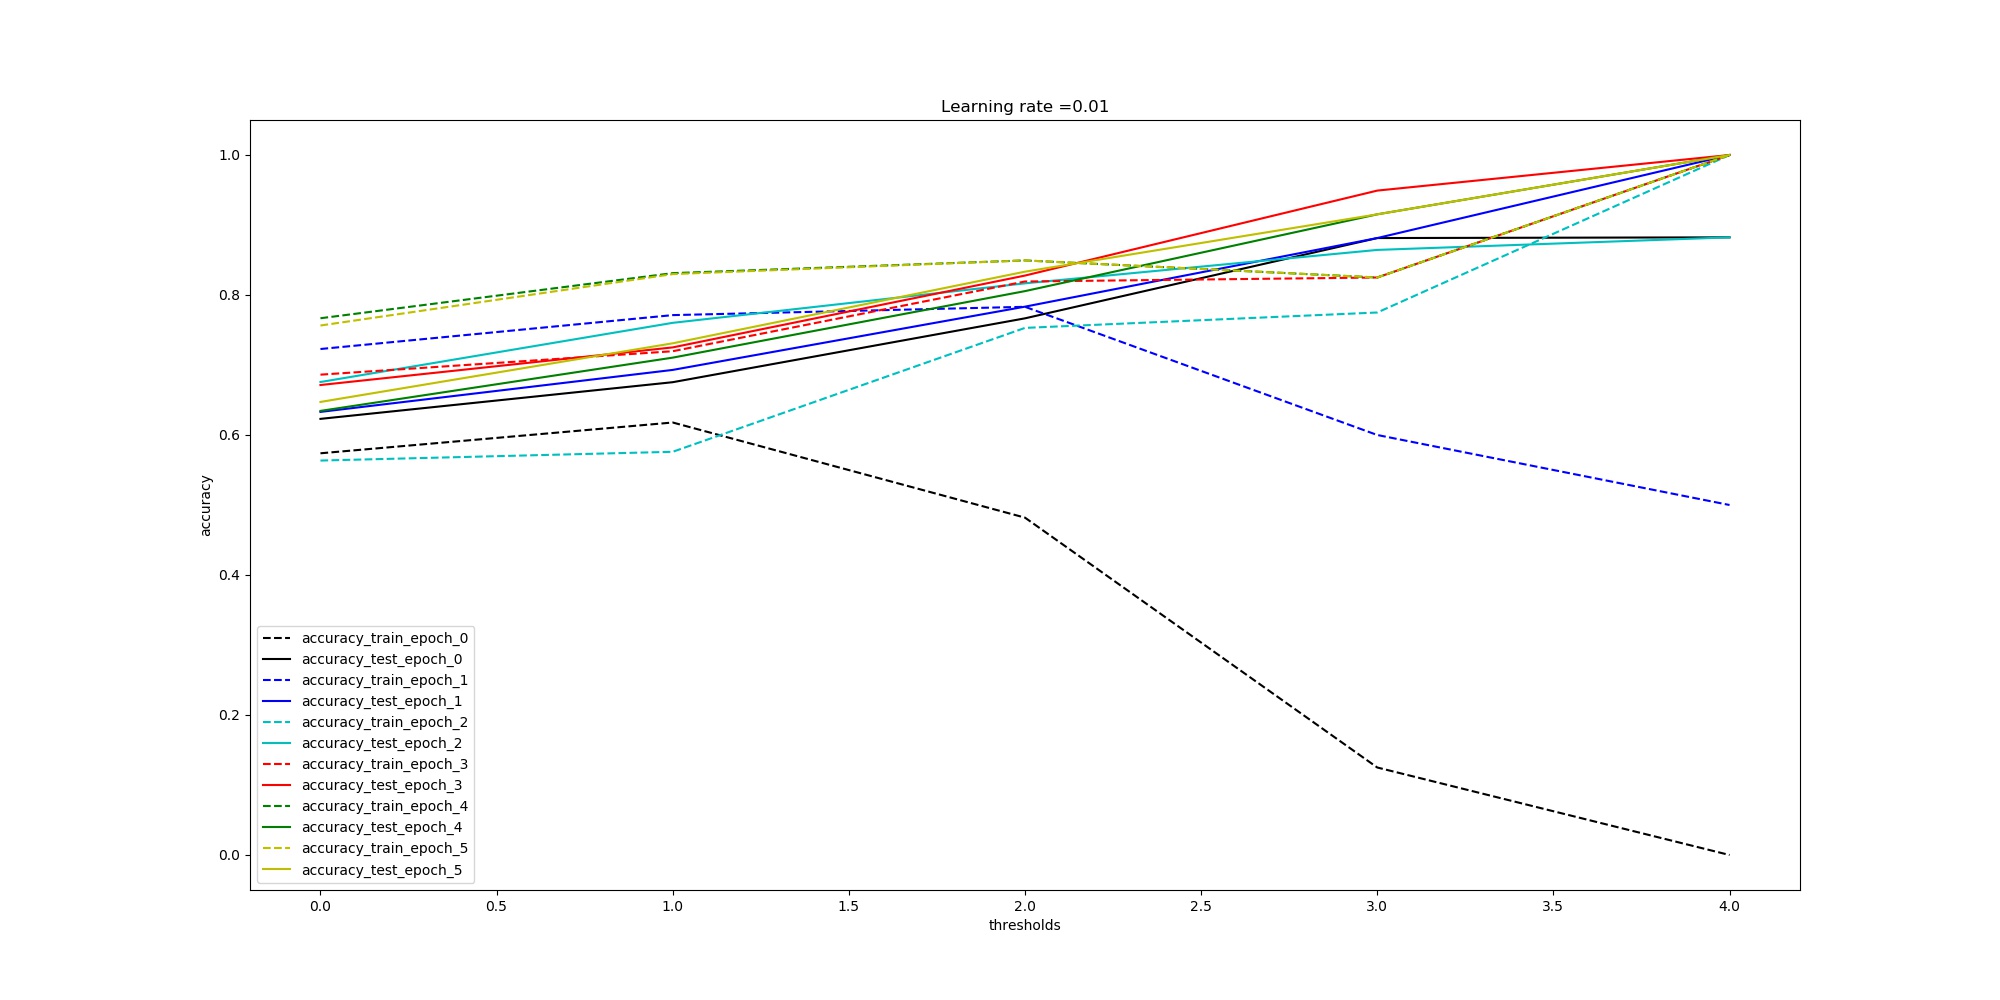 Learning rate =0.01
1.0
0.8
0.6
0.4
0.2
0.0
accuracy
accuracy_train_epoch_0
accuracy_test_epoch_0
accuracy_train_epoch_1
accuracy_test_epoch_1
accuracy_train_epoch_2
accuracy_test_epoch_2
accuracy_train_epoch_3
accuracy_test_epoch_3
accuracy_train_epoch_4
accuracy_test_epoch_4
accuracy_train_epoch_5
accuracy_test_epoch_5
0.0 0.5 1.0 1.5 2.0 2.5 3.0 3.5 4.0
thresholds